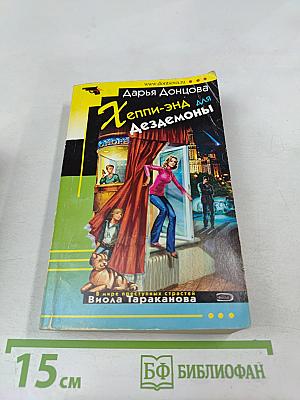 www.dontsova.ru
Дарья Донцова
Хеппи-энд для
Дездемоны
В мире преступных страстей
Виола Тараканова
15 см
БФ БИБЛИОФАН